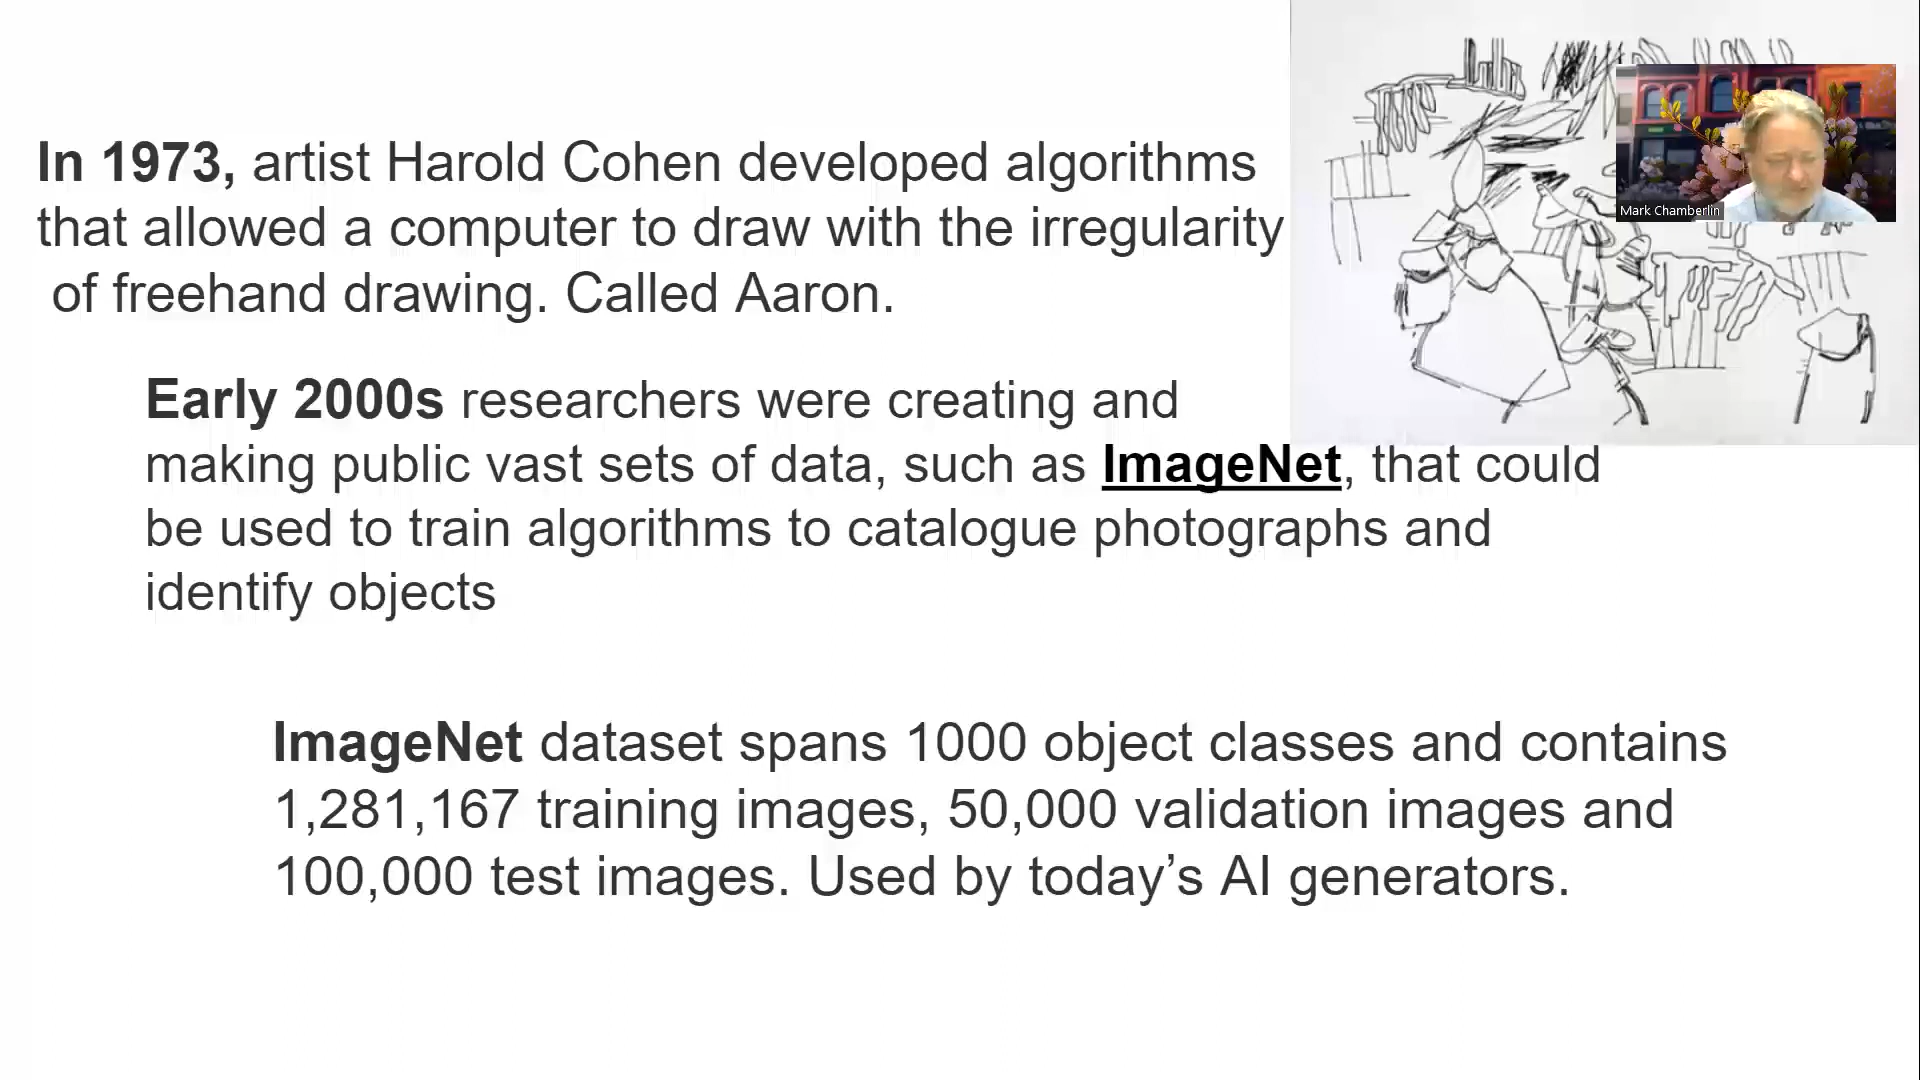 In 1973, artist Harold Cohen developed algorithms
that allowed a computer to draw with the irregularity
of freehand drawing. Called Aaron.
Mark Chamberlin
Early 2000s researchers were creating and
making public vast sets of data, such as ImageNet, that could
be used to train algorithms to catalogue photographs and
identify objects
ImageNet dataset spans 1000 object classes and contains
1,281,167 training images, 50,000 validation images and
100,000 test images. Used by today’s AI generators.